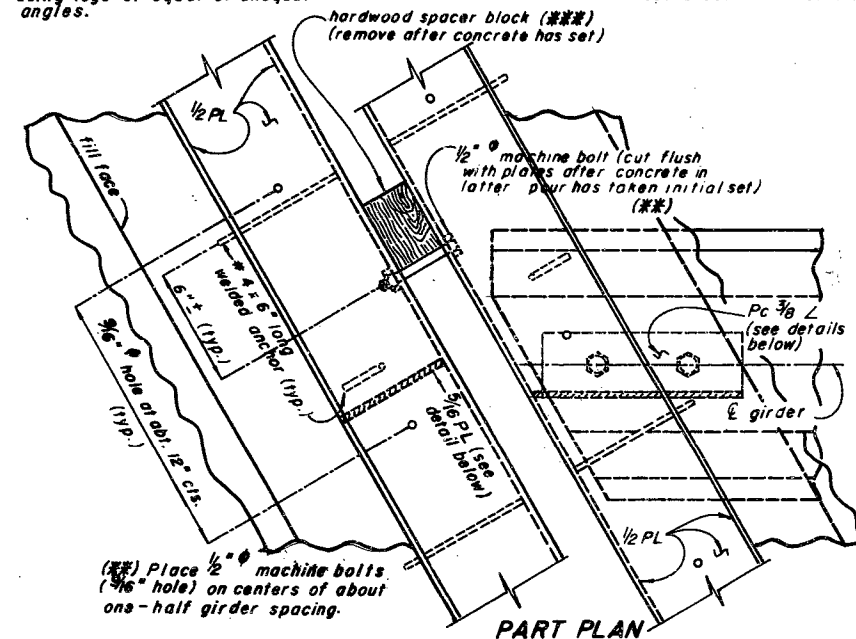 angles.
hardwood spacer block (***)
(remove after concrete has set)
1/2 PL
fill face
1/2" φ machine bolt (cut flush
with plates after concrete in
latter pour has taken initial set)
(**)
# 4 x 6" long
welded anchor (typ.)
6" ± (typ.)
9/16" φ hole at abt. 12" cts.
(typ.)
Pc 3/8 L
(see details
below)
℄ girder
5/16 PL (see
detail below)
1/2 PL
(**) Place 1/2" φ machine bolts
(9/16" hole) on centers of about
one-half girder spacing.
PART PLAN